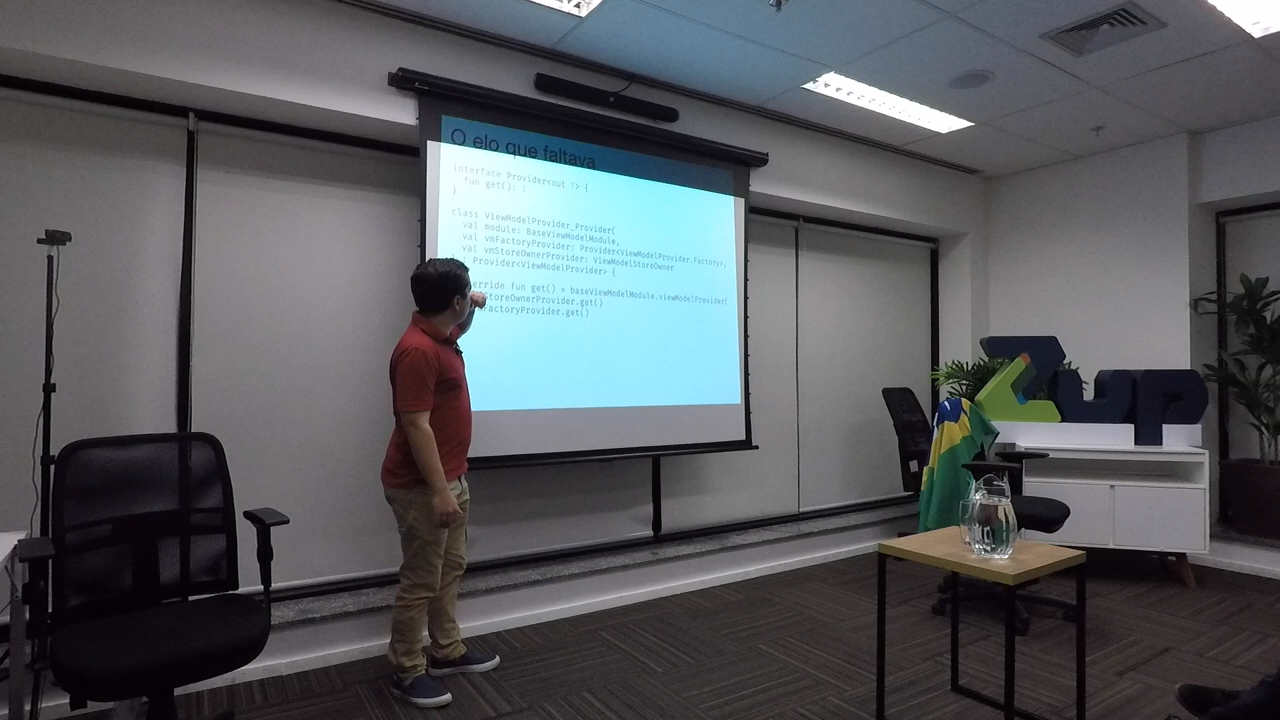 O elo que faltava
interface Provider<out T> {
fun get(): T
}
class ViewModelProvider_Provider(
val module: BaseViewModelModule,
val vmFactoryProvider: Provider<ViewModelProvider.Factory>,
val vmStoreOwnerProvider: ViewModelStoreOwner
) : Provider<ViewModelProvider> {
override fun get() = baseViewModelModule.viewModelProvider(
StoreOwnerProvider.get()
FactoryProvider.get()
zup